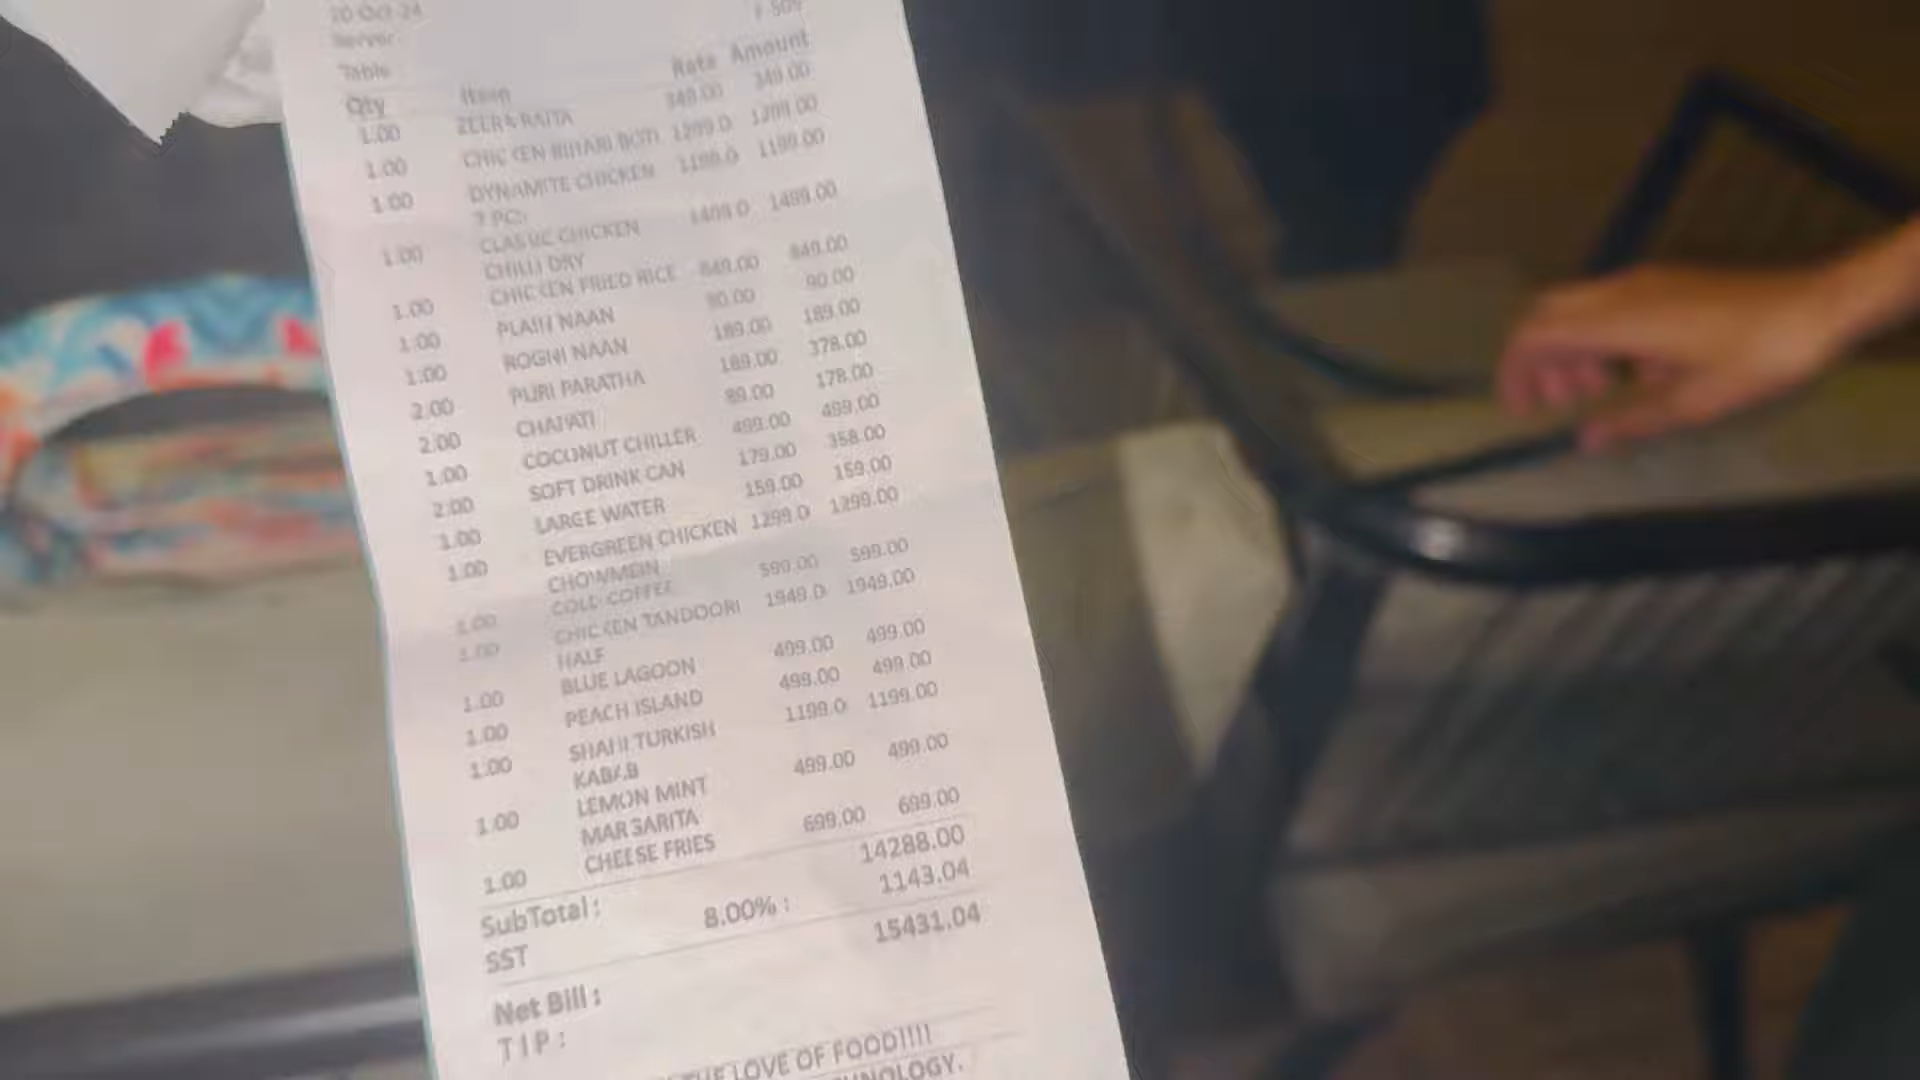 20 Oct-24
Server
Table
Qty Item Rate Amount
1.00 ZEERA RAITA 349.00 349.00
1.00 CHICKEN BIHARI BOTI 1299.0 1299.00
1.00 DYNAMITE CHICKEN 1199.0 1199.00
7 PCS
1.00 CLASSIC CHICKEN 1499.0 1499.00
CHILLI DRY
1.00 CHICKEN FRIED RICE 849.00 849.00
1.00 PLAIN NAAN 90.00 90.00
1.00 ROGNI NAAN 189.00 189.00
2.00 PURI PARATHA 189.00 378.00
2.00 CHAPATI 89.00 178.00
1.00 COCONUT CHILLER 499.00 499.00
2.00 SOFT DRINK CAN 179.00 358.00
1.00 LARGE WATER 159.00 159.00
1.00 EVERGREEN CHICKEN 1299.0 1299.00
CHOWMEIN
1.00 COLD COFFEE 599.00 599.00
1.00 CHICKEN TANDOORI 1949.0 1949.00
HALF
1.00 BLUE LAGOON 499.00 499.00
1.00 PEACH ISLAND 499.00 499.00
1.00 SHAHI TURKISH 1199.0 1199.00
KABAB
1.00 LEMON MINT 499.00 499.00
MARGARITA
1.00 CHEESE FRIES 699.00 699.00
SubTotal : 14288.00
SST 8.00% : 1143.04
Net Bill : 15431.04
TIP :
THE LOVE OF FOOD!!!!